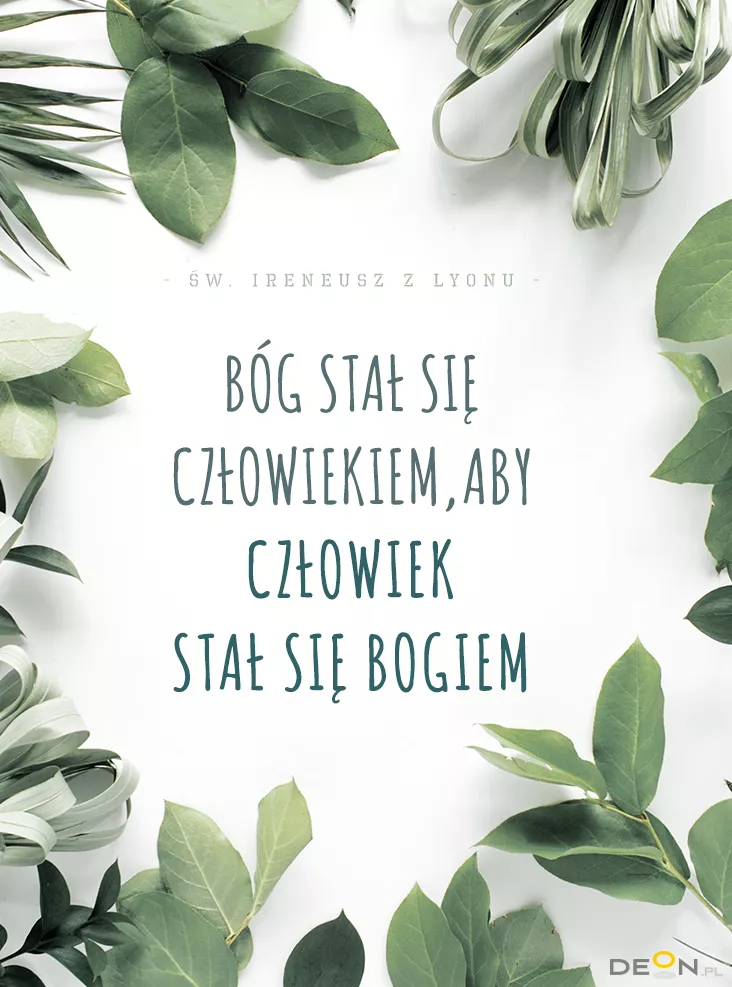 - ŚW. IRENEUSZ Z LYONU -
BÓG STAŁ SIĘ
CZŁOWIEKIEM, ABY
CZŁOWIEK
STAŁ SIĘ BOGIEM
DEON.PL